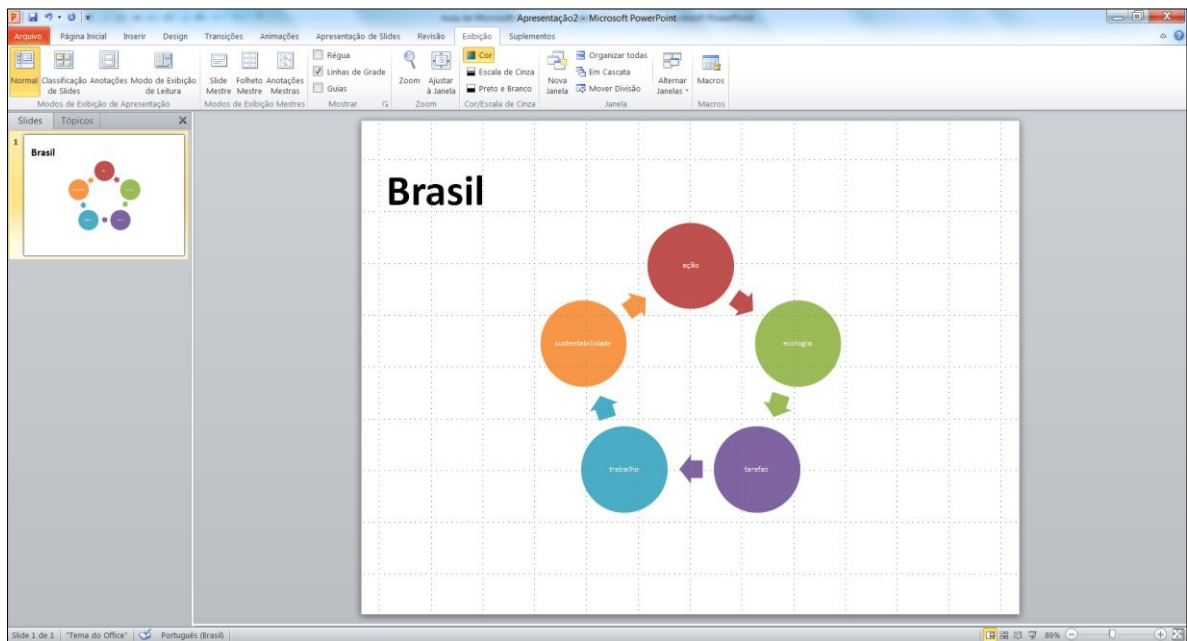 Apresentação2 - Microsoft PowerPoint
Arquivo Página Inicial Inserir Design Transições Animações Apresentação de Slides Revisão Exibição Suplementos
Normal
Classificação de Slides
Anotações
Modo de Exibição de Leitura
Modos de Exibição de Apresentação
Slide Mestre
Folheto Mestre
Anotações Mestras
Modos de Exibição Mestres
Régua
Linhas de Grade
Guias
Mostrar
Zoom
Ajustar à Janela
Zoom
Cor
Escala de Cinza
Preto e Branco
Cor/Escala de Cinza
Nova Janela
Organizar todas
Em Cascata
Mover Divisão
Alternar Janelas
Janela
Macros
Macros
Slides Tópicos
1
Brasil
Brasil
ação
sustentabilidade
ecologia
trabalho
tarefas
Slide 1 de 1 "Tema do Office" Português (Brasil) 89%